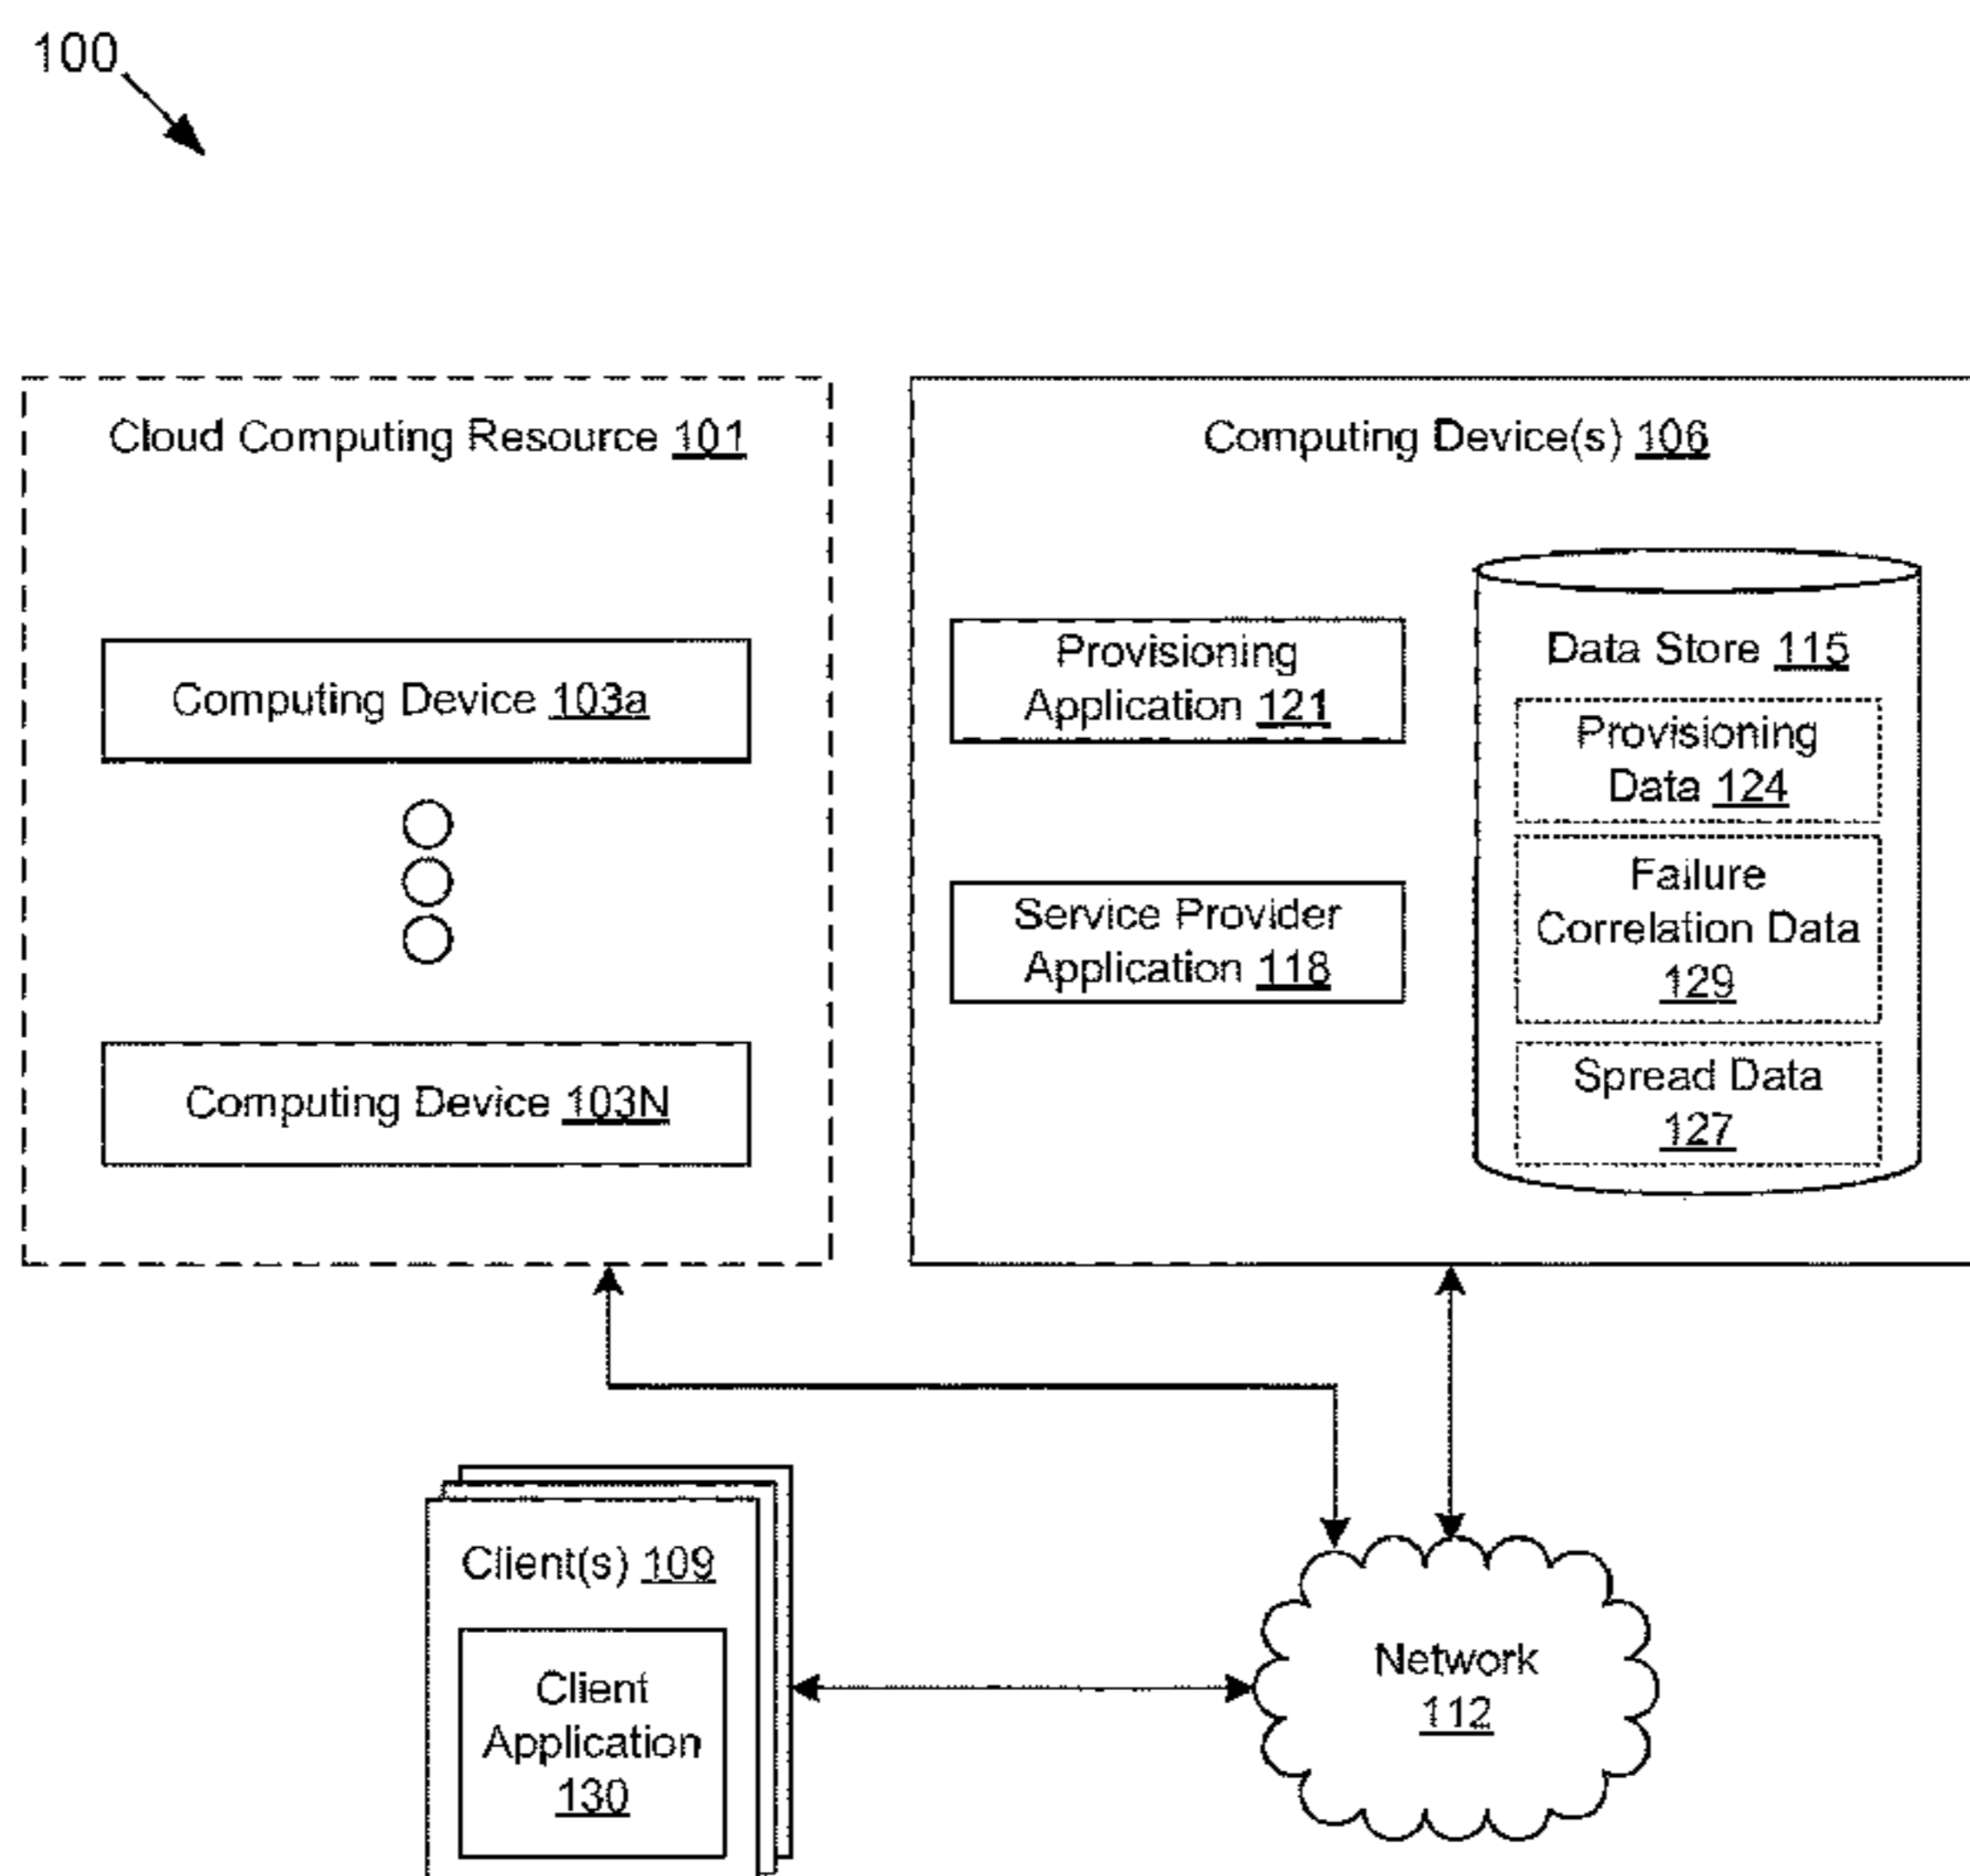 100
Cloud Computing Resource 101
Computing Device 103a
Computing Device 103N
Computing Device(s) 106
Provisioning
Application 121
Service Provider
Application 118
Data Store 115
Provisioning
Data 124
Failure
Correlation Data
129
Spread Data
127
Client(s) 109
Client
Application
130
Network
112